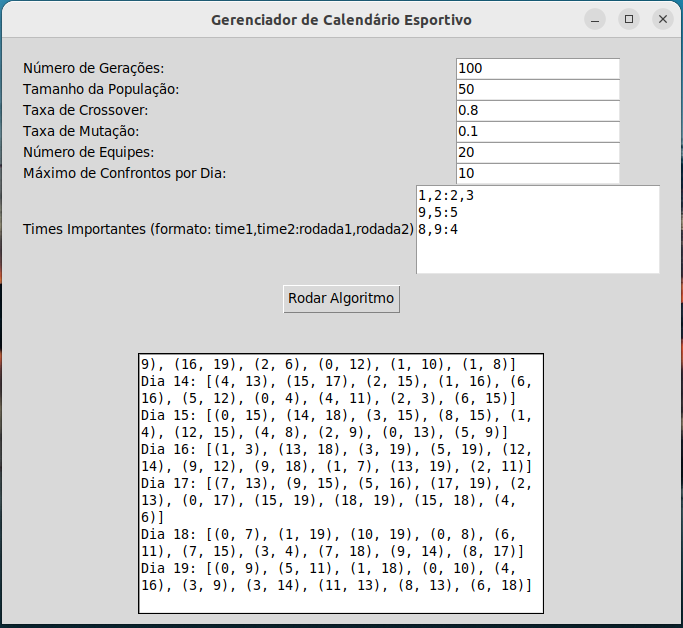 Gerenciador de Calendário Esportivo
Número de Gerações: 100
Tamanho da População: 50
Taxa de Crossover: 0.8
Taxa de Mutação: 0.1
Número de Equipes: 20
Máximo de Confrontos por Dia: 10
Times Importantes (formato: time1,time2:rodada1,rodada2)
1,2:2,3
9,5:5
8,9:4
Rodar Algoritmo
9), (16, 19), (2, 6), (0, 12), (1, 10), (1, 8)]
Dia 14: [(4, 13), (15, 17), (2, 15), (1, 16), (6,
16), (5, 12), (0, 4), (4, 11), (2, 3), (6, 15)]
Dia 15: [(0, 15), (14, 18), (3, 15), (8, 15), (1,
4), (12, 15), (4, 8), (2, 9), (0, 13), (5, 9)]
Dia 16: [(1, 3), (13, 18), (3, 19), (5, 19), (12,
14), (9, 12), (9, 18), (1, 7), (13, 19), (2, 11)]
Dia 17: [(7, 13), (9, 15), (5, 16), (17, 19), (2,
13), (0, 17), (15, 19), (18, 19), (15, 18), (4,
6)]
Dia 18: [(0, 7), (1, 19), (10, 19), (0, 8), (6,
11), (7, 15), (3, 4), (7, 18), (9, 14), (8, 17)]
Dia 19: [(0, 9), (5, 11), (1, 18), (0, 10), (4,
16), (3, 9), (3, 14), (11, 13), (8, 13), (6, 18)]